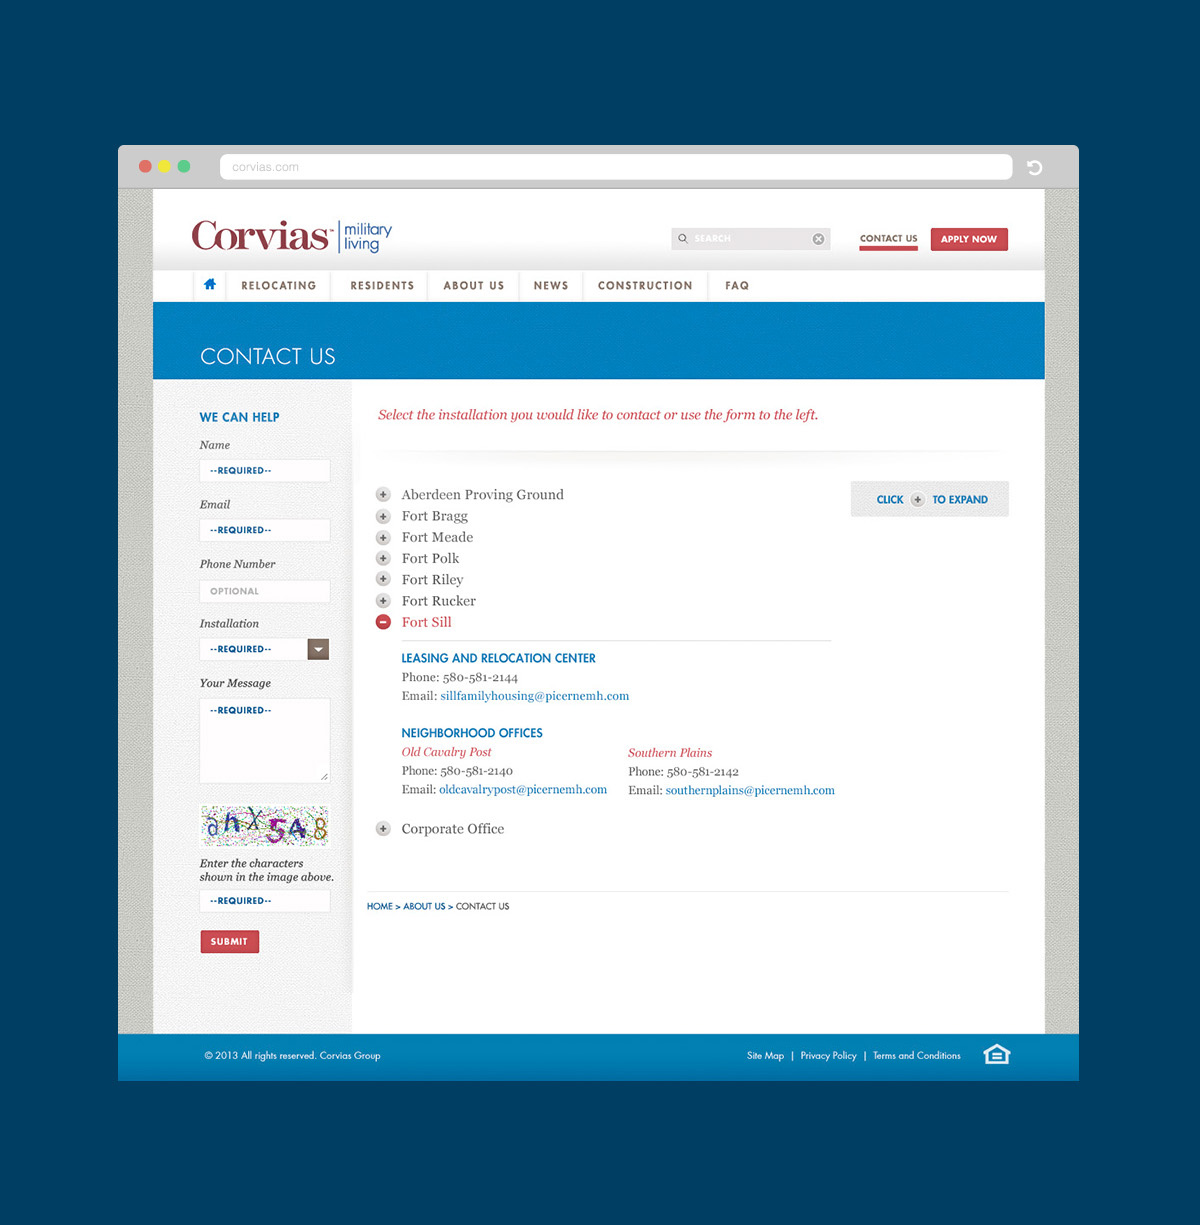 corvias.com
Corvias™ military living
SEARCH
CONTACT US
APPLY NOW
RELOCATING
RESIDENTS
ABOUT US
NEWS
CONSTRUCTION
FAQ
CONTACT US
WE CAN HELP
Name
--REQUIRED--
Email
--REQUIRED--
Phone Number
OPTIONAL
Installation
--REQUIRED--
Your Message
--REQUIRED--
Enter the characters
shown in the image above.
--REQUIRED--
SUBMIT
Select the installation you would like to contact or use the form to the left.
CLICK + TO EXPAND
Aberdeen Proving Ground
Fort Bragg
Fort Meade
Fort Polk
Fort Riley
Fort Rucker
Fort Sill
LEASING AND RELOCATION CENTER
Phone: 580-581-2144
Email: sillfamilyhousing@picernemh.com
NEIGHBORHOOD OFFICES
Old Cavalry Post
Phone: 580-581-2140
Email: oldcavalrypost@picernemh.com
Southern Plains
Phone: 580-581-2142
Email: southernplains@picernemh.com
Corporate Office
HOME > ABOUT US > CONTACT US
© 2013 All rights reserved. Corvias Group
Site Map | Privacy Policy | Terms and Conditions